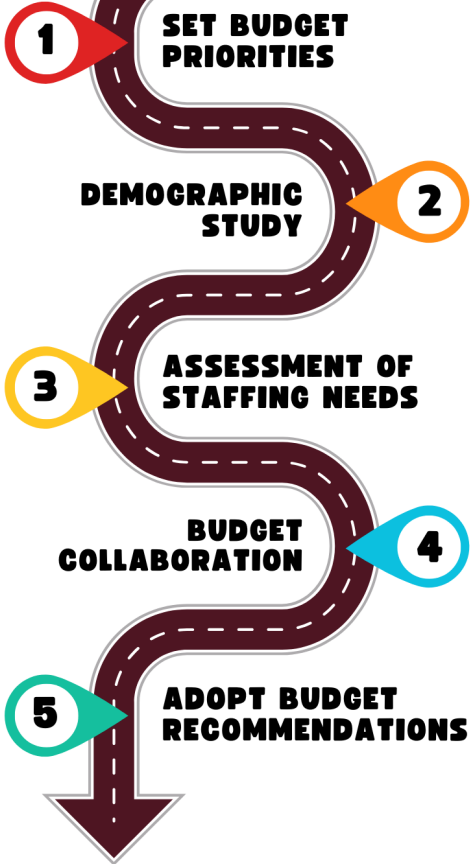 1
SET BUDGET
PRIORITIES
DEMOGRAPHIC
STUDY
2
3
ASSESSMENT OF
STAFFING NEEDS
BUDGET
COLLABORATION
4
5
ADOPT BUDGET
RECOMMENDATIONS